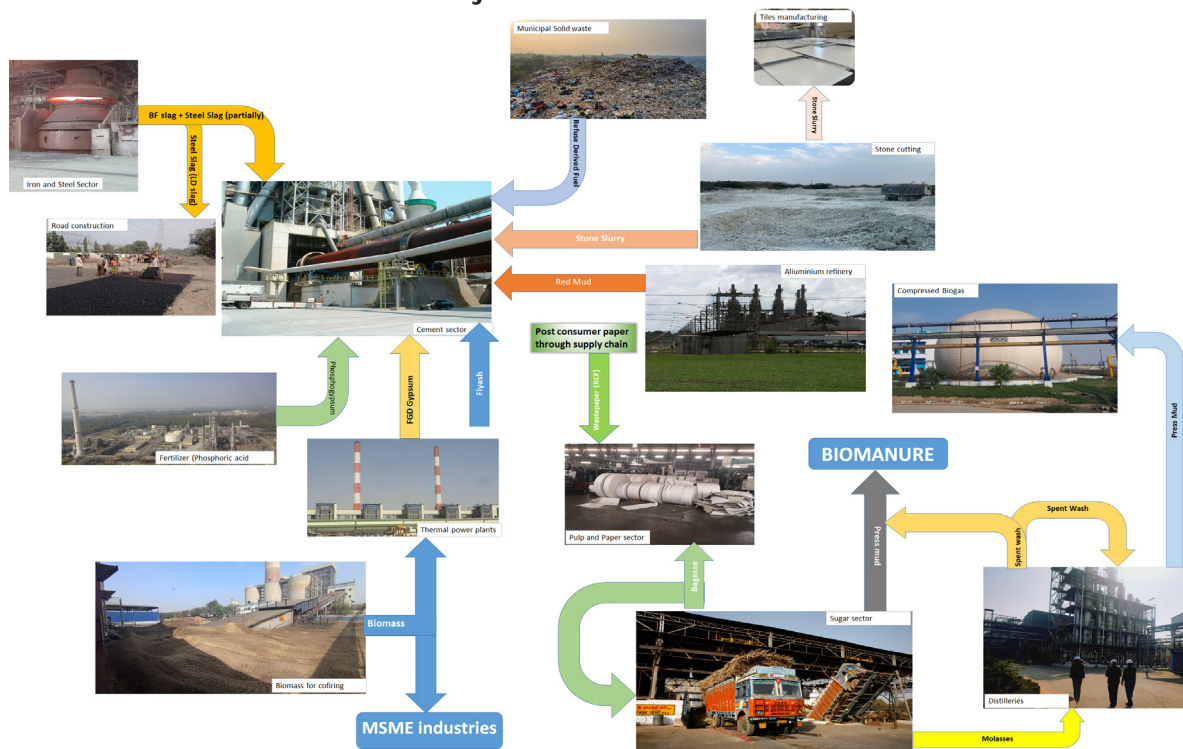 Municipal Solid waste
Tiles manufacturing
BF slag + Steel Slag (partially)
Steel Slag (LD slag)
Iron and Steel Sector
Refuse Derived Fuel
Stone Slurry
Stone cutting
Road construction
Stone Slurry
Red Mud
Aliuminium refinery
Compressed Biogas
Cement sector
Post consumer paper
through supply chain
Phosphogypsum
FGD Gypsum
Flyash
Wastepaper (RCF)
Press Mud
Fertilizer (Phosphoric acid
Thermal power plants
Pulp and Paper sector
BIOMANURE
Press mud
Spent wash
Spent Wash
Bagasse
Biomass
Biomass for cofiring
Sugar sector
Distilleries
MSME industries
Molasses